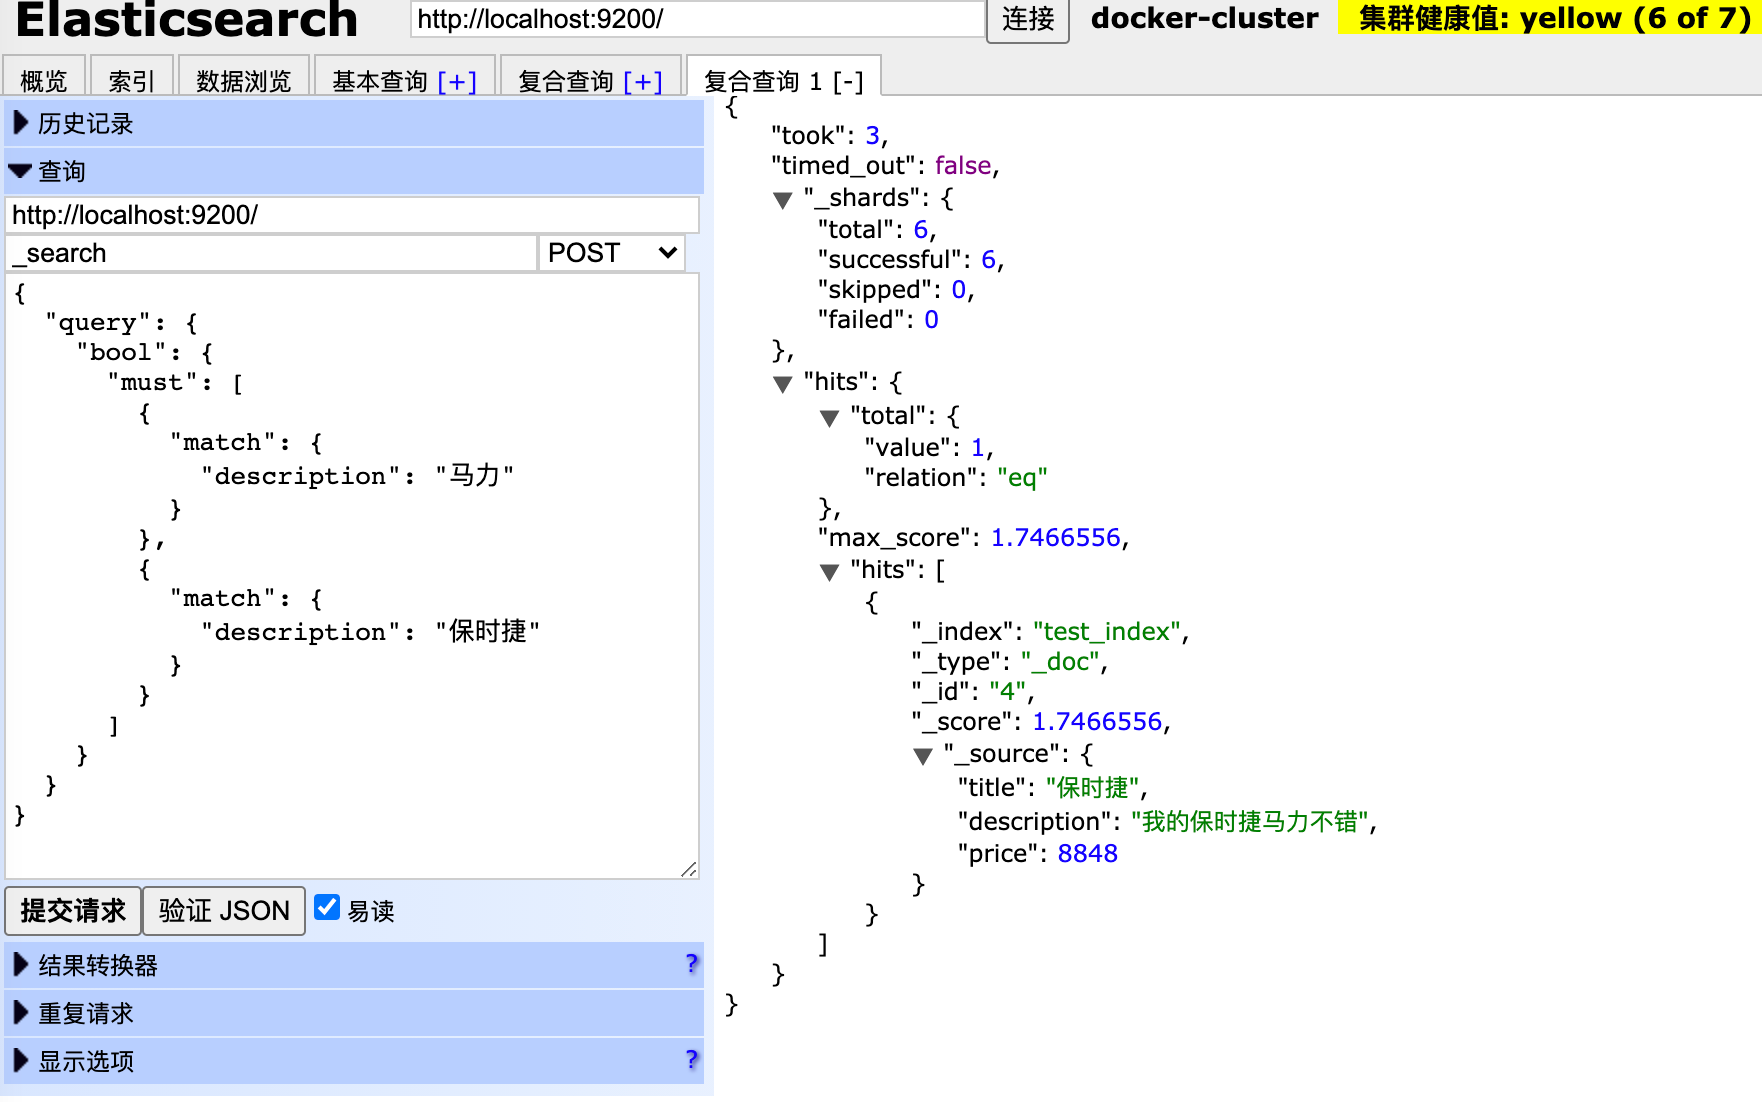 Elasticsearch http://localhost:9200/ 连接 docker-cluster 集群健康值: yellow (6 of 7)
概览 索引 数据浏览 基本查询 [+] 复合查询 [+] 复合查询 1 [-]
历史记录
查询
http://localhost:9200/
_search POST
{
"query": {
"bool": {
"must": [
{
"match": {
"description": "马力"
}
},
{
"match": {
"description": "保时捷"
}
}
]
}
}
}
提交请求 验证 JSON 易读
结果转换器 ?
重复请求
显示选项 ?
{
"took": 3,
"timed_out": false,
"_shards": {
"total": 6,
"successful": 6,
"skipped": 0,
"failed": 0
},
"hits": {
"total": {
"value": 1,
"relation": "eq"
},
"max_score": 1.7466556,
"hits": [
{
"_index": "test_index",
"_type": "_doc",
"_id": "4",
"_score": 1.7466556,
"_source": {
"title": "保时捷",
"description": "我的保时捷马力不错",
"price": 8848
}
}
]
}
}